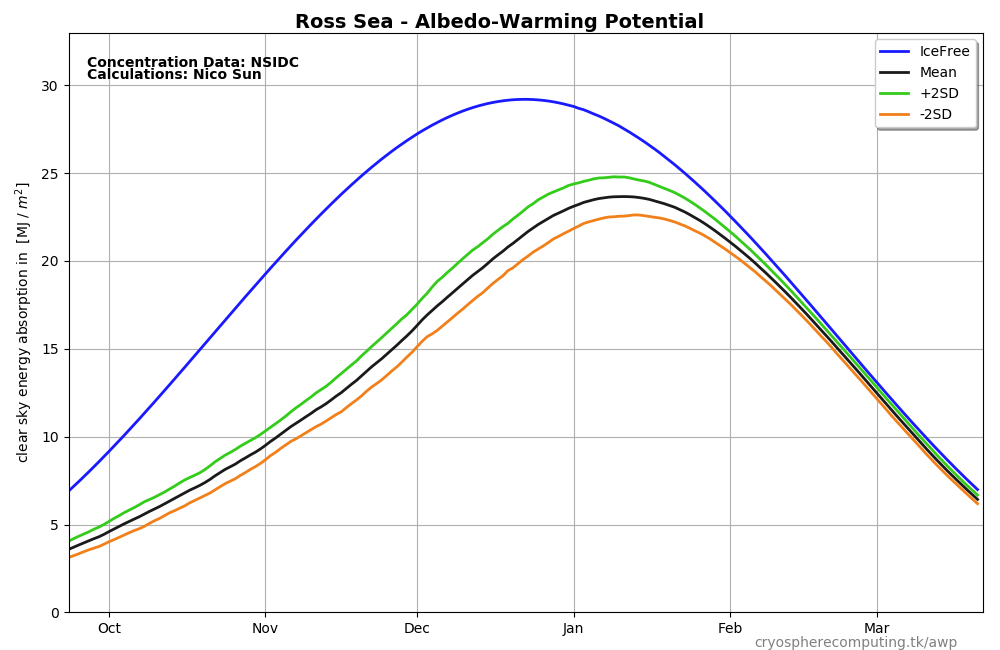 Ross Sea - Albedo-Warming Potential
Concentration Data: NSIDC
Calculations: Nico Sun
IceFree
Mean
+2SD
-2SD
clear sky energy absorption in [MJ / m²]
30
25
20
15
10
5
0
Oct Nov Dec Jan Feb Mar
cryospherecomputing.tk/awp